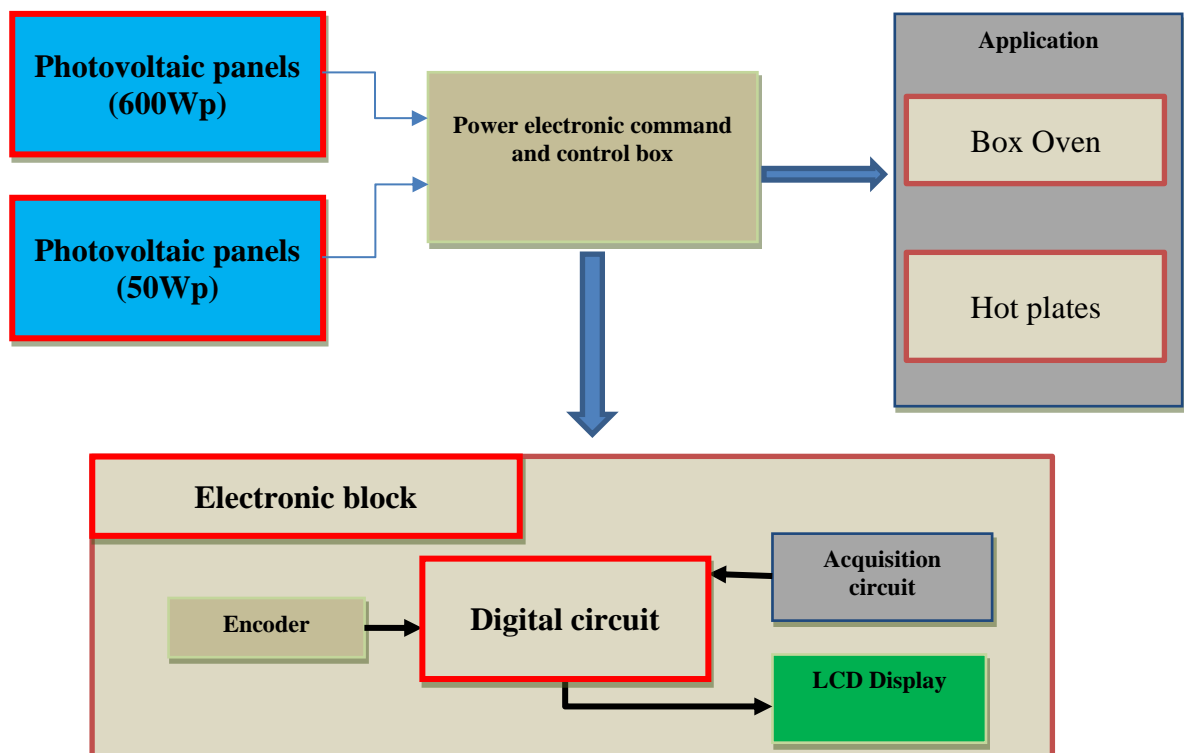 Photovoltaic panels
(600Wp)
Photovoltaic panels
(50Wp)
Power electronic command
and control box
Application
Box Oven
Hot plates
Electronic block
Encoder
Digital circuit
Acquisition
circuit
LCD Display